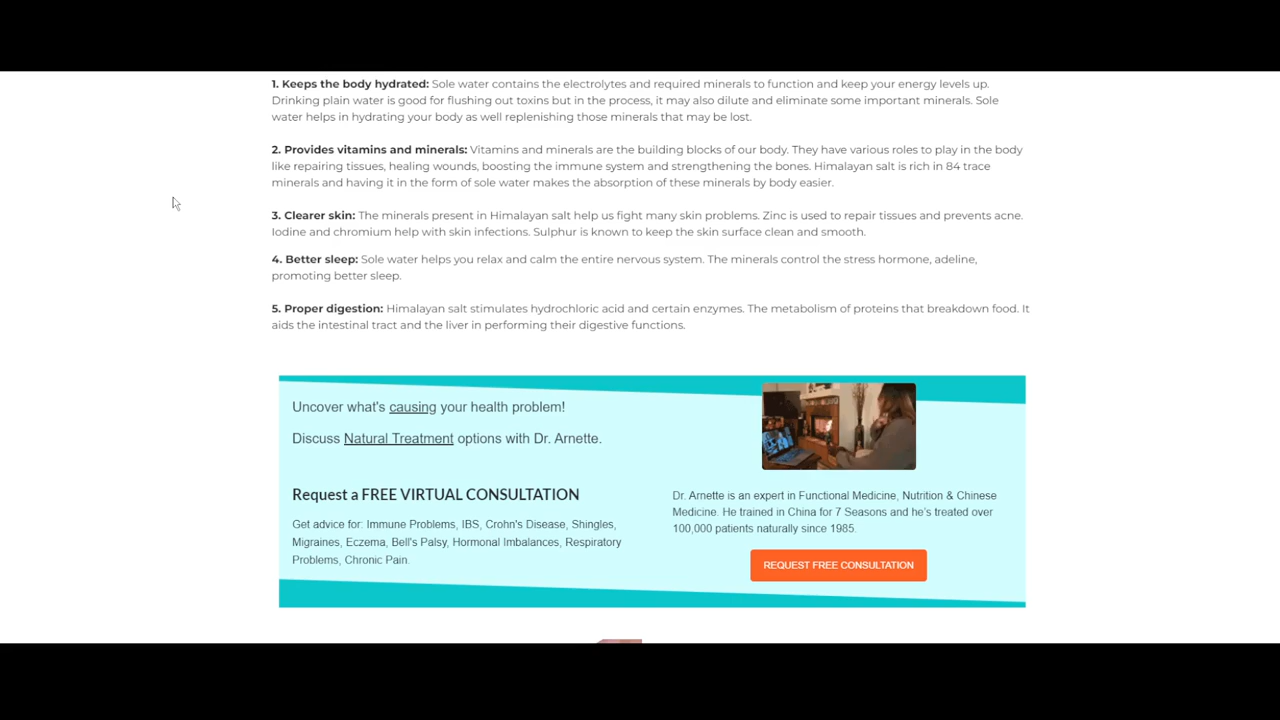 1. Keeps the body hydrated: Sole water contains the electrolytes and required minerals to function and keep your energy levels up.
Drinking plain water is good for flushing out toxins but in the process, it may also dilute and eliminate some important minerals. Sole
water helps in hydrating your body as well replenishing those minerals that may be lost.
2. Provides vitamins and minerals: Vitamins and minerals are the building blocks of our body. They have various roles to play in the body
like repairing tissues, healing wounds, boosting the immune system and strengthening the bones. Himalayan salt is rich in 84 trace
minerals and having it in the form of sole water makes the absorption of these minerals by body easier.
3. Clearer skin: The minerals present in Himalayan salt help us fight many skin problems. Zinc is used to repair tissues and prevents acne.
Iodine and chromium help with skin infections. Sulphur is known to keep the skin surface clean and smooth.
4. Better sleep: Sole water helps you relax and calm the entire nervous system. The minerals control the stress hormone, adeline,
promoting better sleep.
5. Proper digestion: Himalayan salt stimulates hydrochloric acid and certain enzymes. The metabolism of proteins that breakdown food. It
aids the intestinal tract and the liver in performing their digestive functions.
Uncover what's causing your health problem!
Discuss Natural Treatment options with Dr. Arnette.
Request a FREE VIRTUAL CONSULTATION
Get advice for: Immune Problems, IBS, Crohn's Disease, Shingles,
Migraines, Eczema, Bell's Palsy, Hormonal Imbalances, Respiratory
Problems, Chronic Pain.
Dr. Arnette is an expert in Functional Medicine, Nutrition & Chinese
Medicine. He trained in China for 7 Seasons and he's treated over
100,000 patients naturally since 1985.
REQUEST FREE CONSULTATION